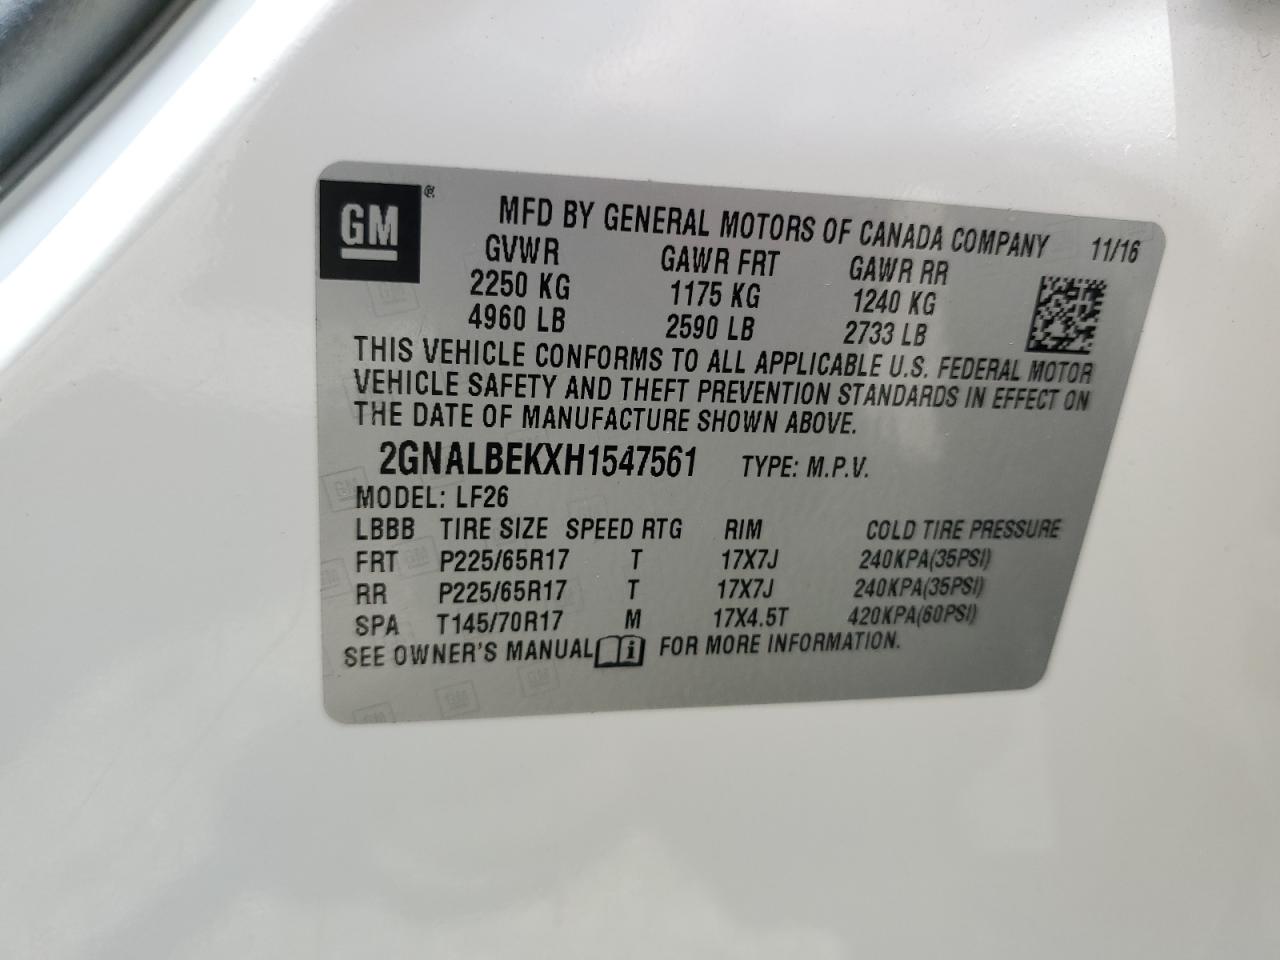 GM®
MFD BY GENERAL MOTORS OF CANADA COMPANY 11/16
GVWR GAWR FRT GAWR RR
2250 KG 1175 KG 1240 KG
4960 LB 2590 LB 2733 LB
THIS VEHICLE CONFORMS TO ALL APPLICABLE U.S. FEDERAL MOTOR
VEHICLE SAFETY AND THEFT PREVENTION STANDARDS IN EFFECT ON
THE DATE OF MANUFACTURE SHOWN ABOVE.
2GNALBEKXH1547561 TYPE: M.P.V.
MODEL: LF26
LBBB TIRE SIZE SPEED RTG RIM COLD TIRE PRESSURE
FRT P225/65R17 T 17X7J 240KPA(35PSI)
RR P225/65R17 T 17X7J 240KPA(35PSI)
SPA T145/70R17 M 17X4.5T 420KPA(60PSI)
SEE OWNER'S MANUAL FOR MORE INFORMATION.